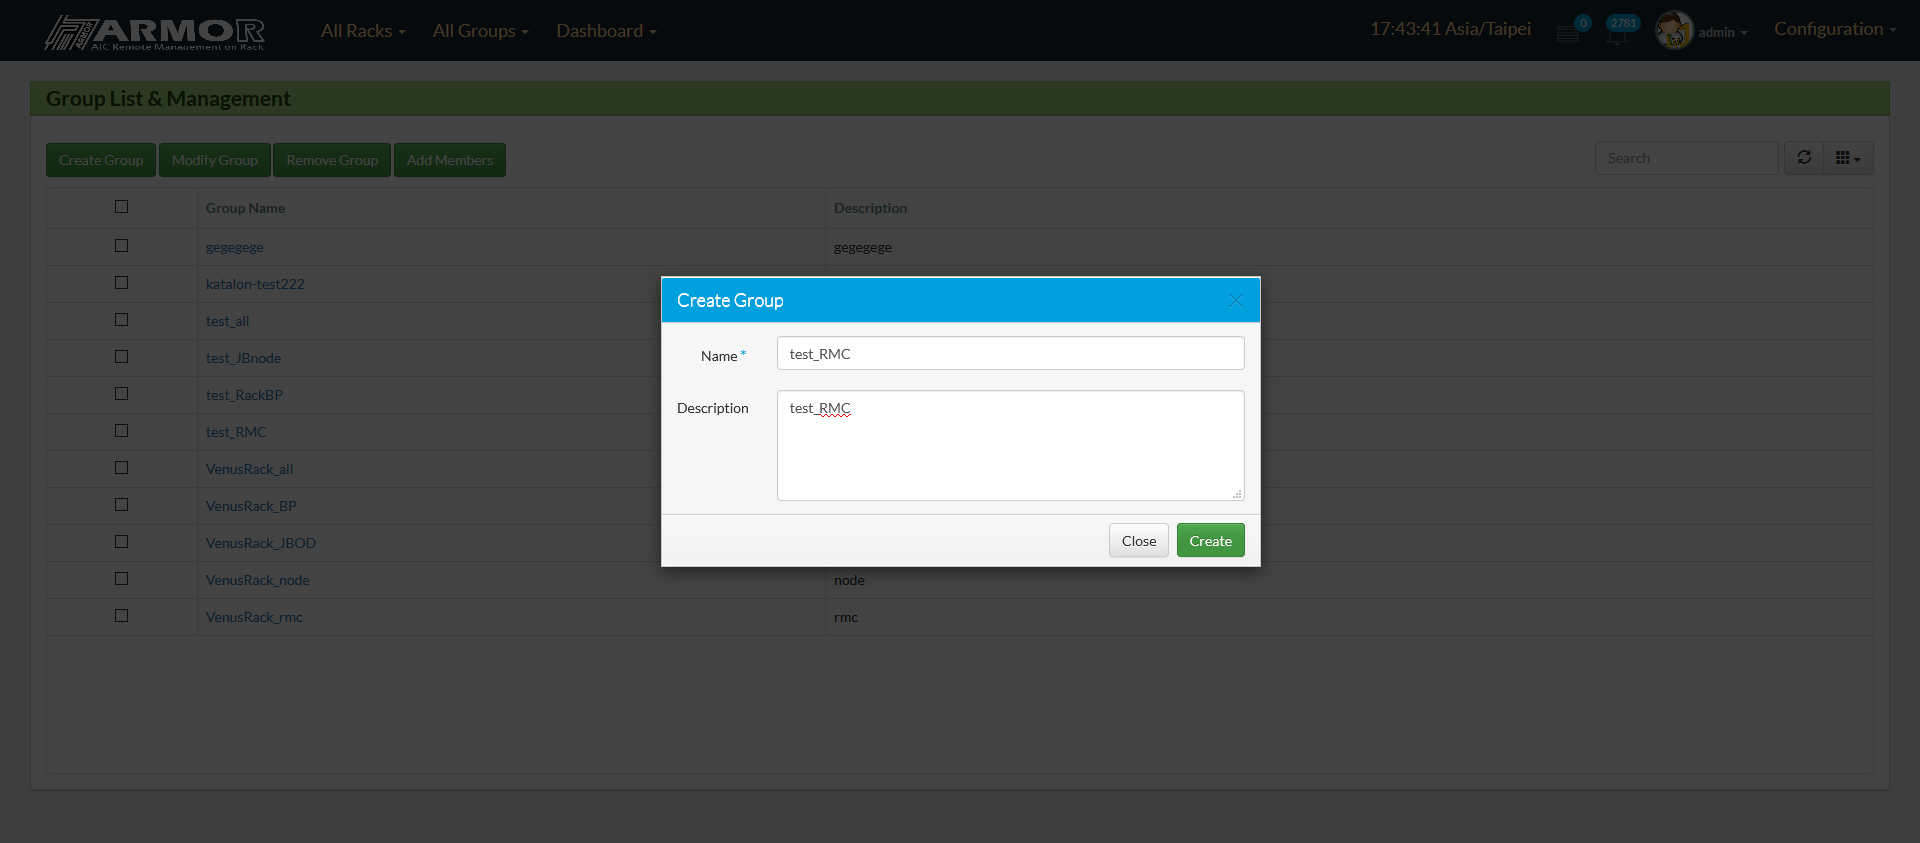 ARMOR
AIC Remote Management on Rack
All Racks
All Groups
Dashboard
17:43:41 Asia/Taipei
0
2781
admin
Configuration
Group List & Management
Create Group
Modify Group
Remove Group
Add Members
Search
Group Name
Description
gegegege
gegegege
katalon-test222
test_all
test_JBnode
test_RackBP
test_RMC
VenusRack_all
VenusRack_BP
VenusRack_JBOD
VenusRack_node
node
VenusRack_rmc
rmc
Create Group
×
Name *
test_RMC
Description
test_RMC
Close
Create